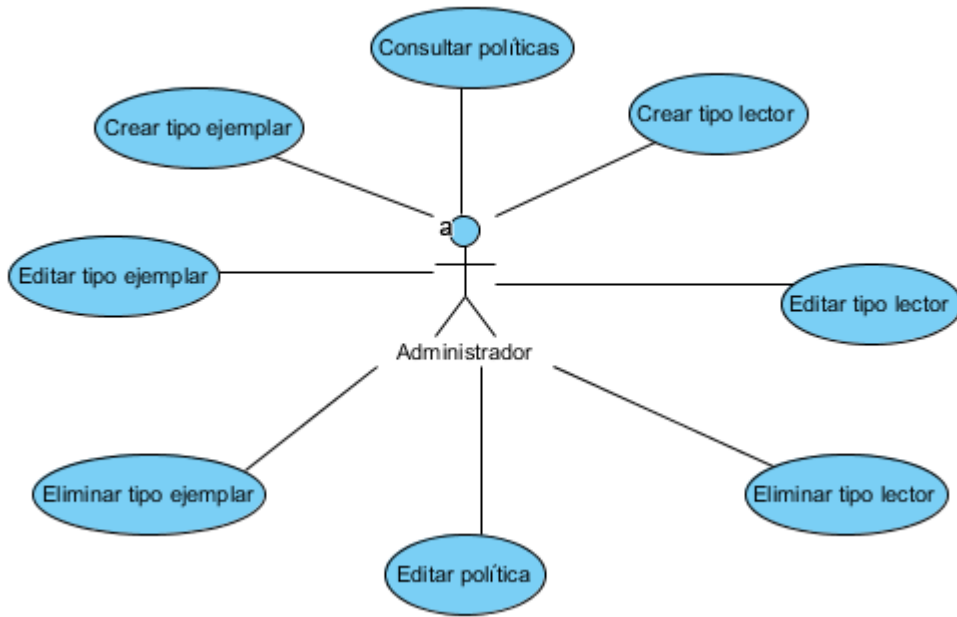 Consultar políticas
Crear tipo ejemplar
Crear tipo lector
a
Editar tipo ejemplar
Editar tipo lector
Administrador
Eliminar tipo ejemplar
Eliminar tipo lector
Editar política